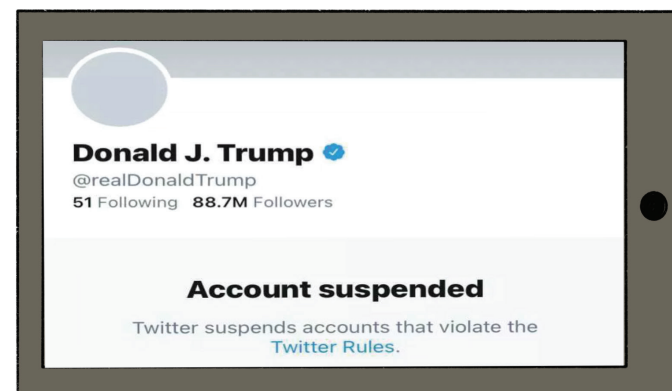 Donald J. Trump
@realDonaldTrump
51 Following 88.7M Followers
Account suspended
Twitter suspends accounts that violate the
Twitter Rules.